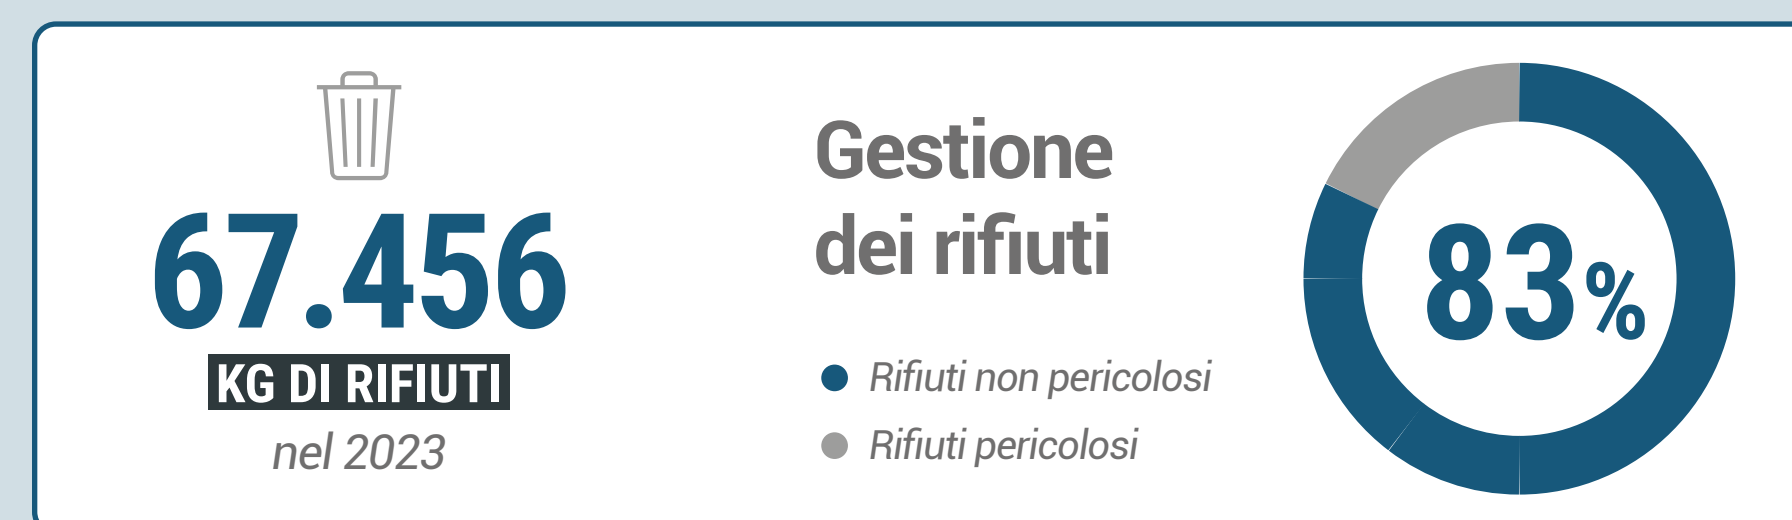 67.456
KG DI RIFIUTI
nel 2023
Gestione
dei rifiuti
Rifiuti non pericolosi
Rifiuti pericolosi
83%